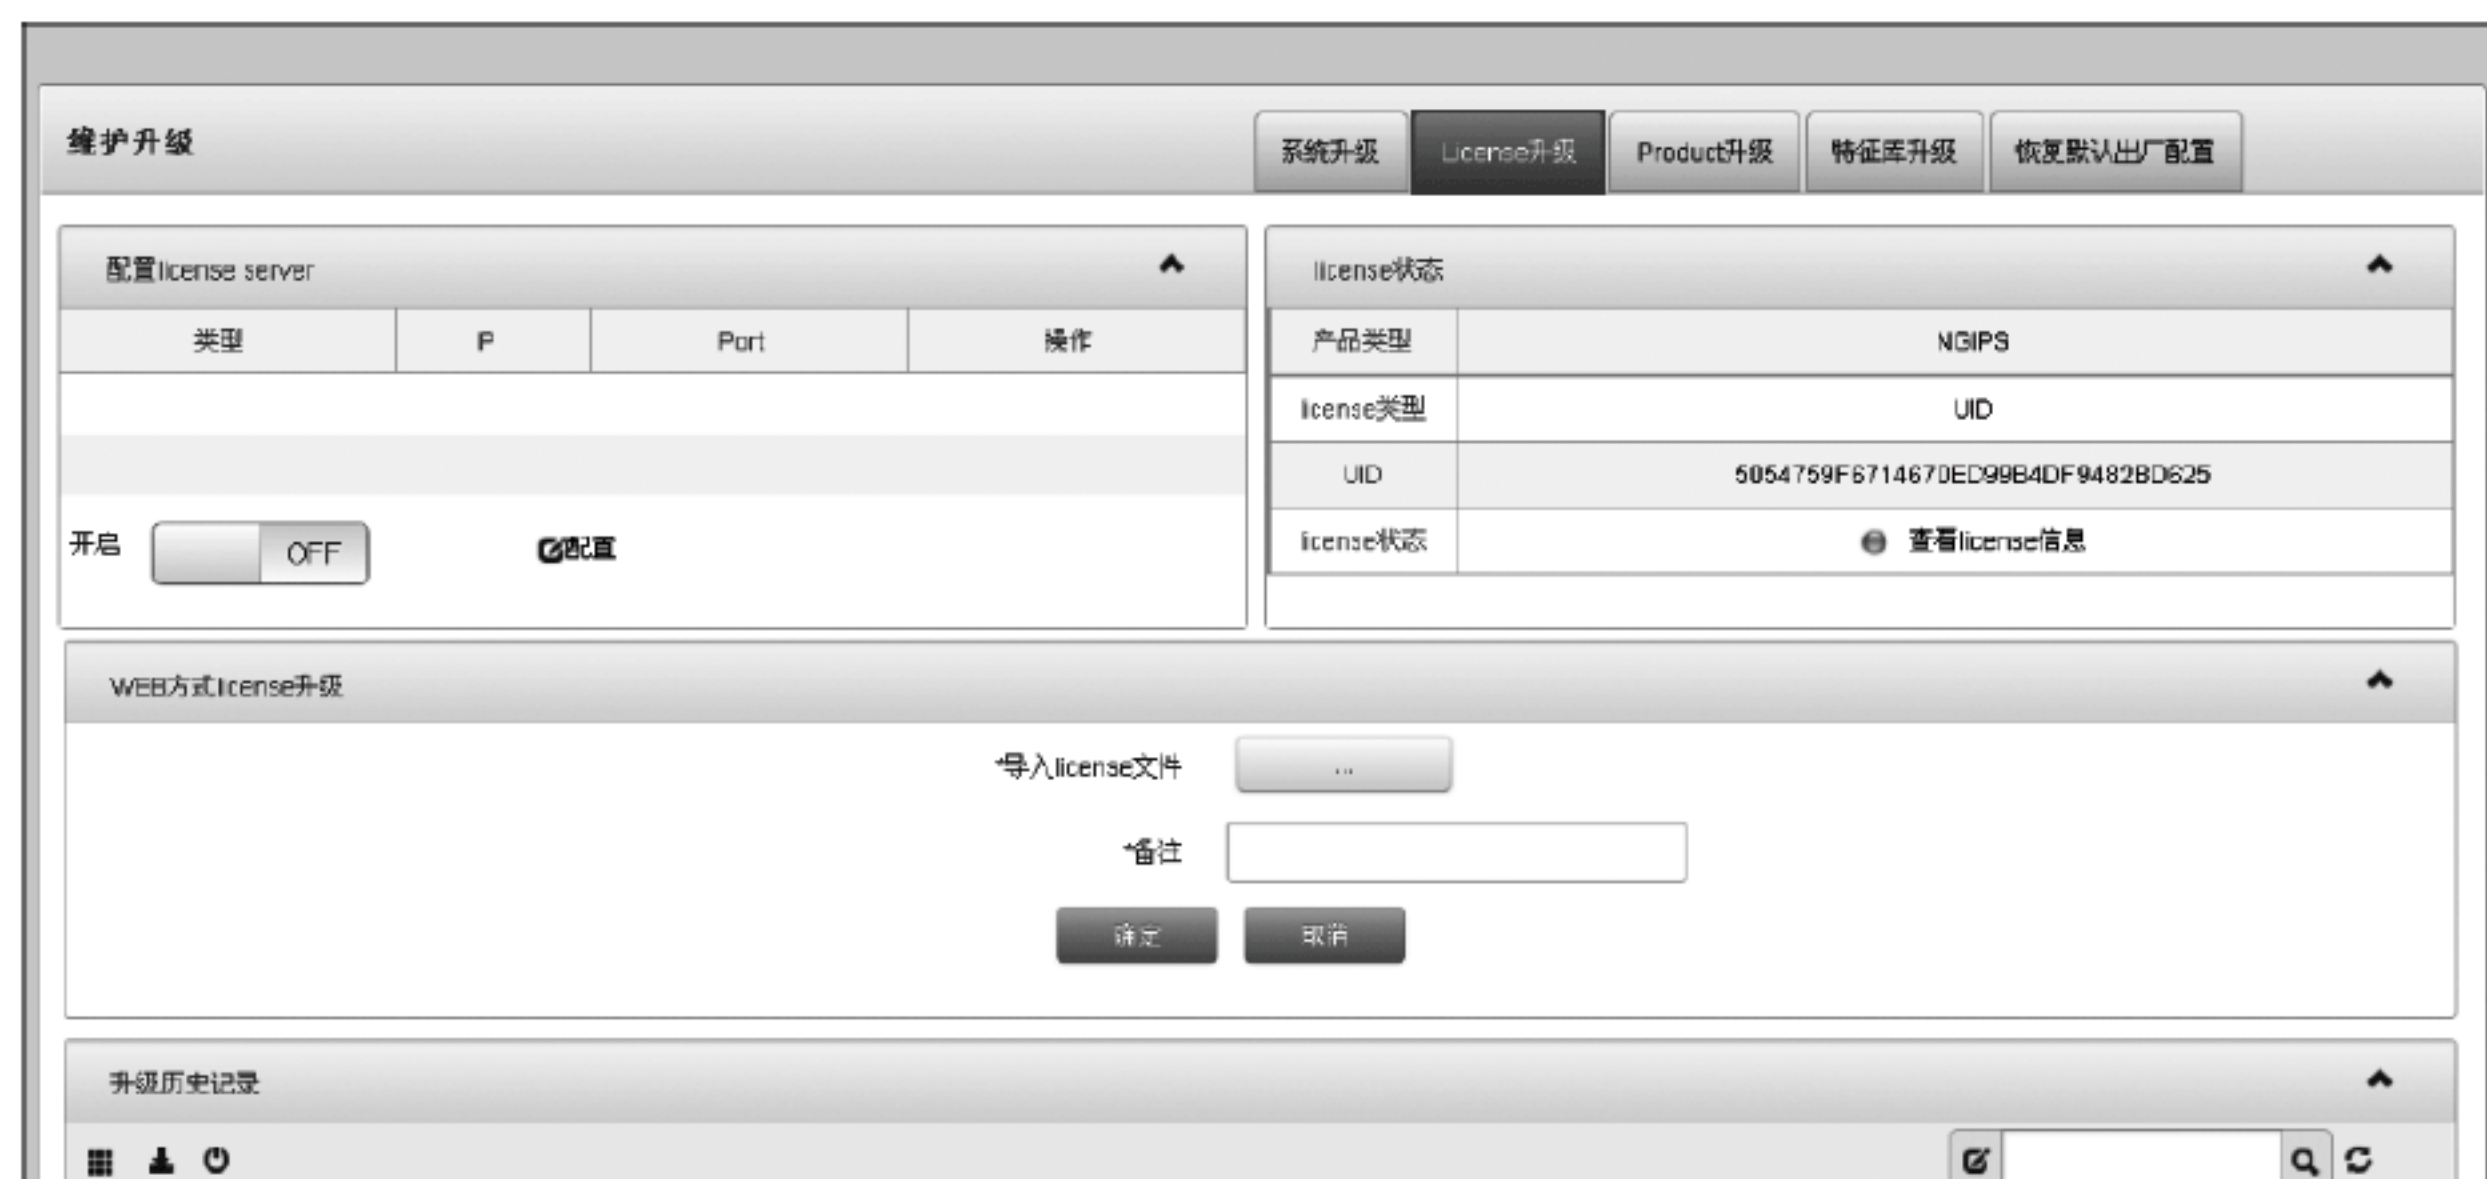 维护升级
系统升级 License升级 Product升级 特征库升级 恢复默认出厂配置
配置license server
类型 IP Port 操作
开启 OFF 配置
license状态
产品类型 NGIPS
license类型 UID
UID 5054759F6714670ED99B4DF9482BD625
license状态 查看license信息
WEB方式license升级
*导入license文件 ...
*备注
确定 取消
升级历史记录